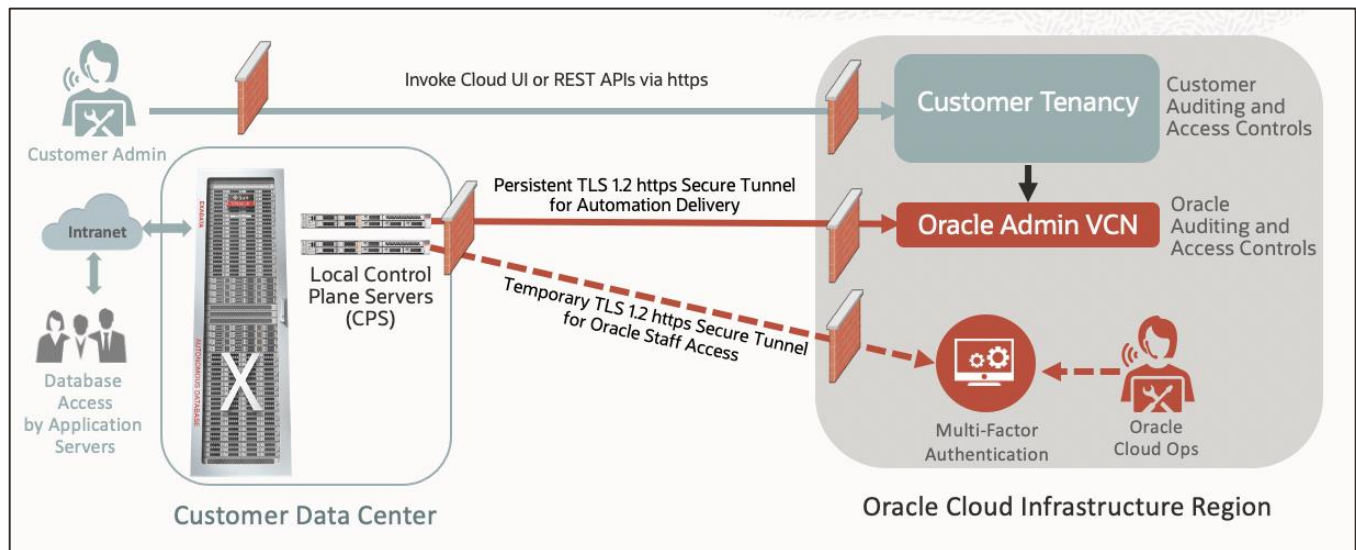 Invoke Cloud UI or REST APIs via https
Customer Admin
Customer Tenancy
Customer
Auditing and
Access Controls
Intranet
Database
Access
by Application
Servers
EXADATA
AUTONOMOUS DATABASE
X
Local Control
Plane Servers
(CPS)
Customer Data Center
Persistent TLS 1.2 https Secure Tunnel
for Automation Delivery
Oracle Admin VCN
Oracle
Auditing and
Access Controls
Temporary TLS 1.2 https Secure Tunnel
for Oracle Staff Access
Multi-Factor
Authentication
Oracle
Cloud Ops
Oracle Cloud Infrastructure Region